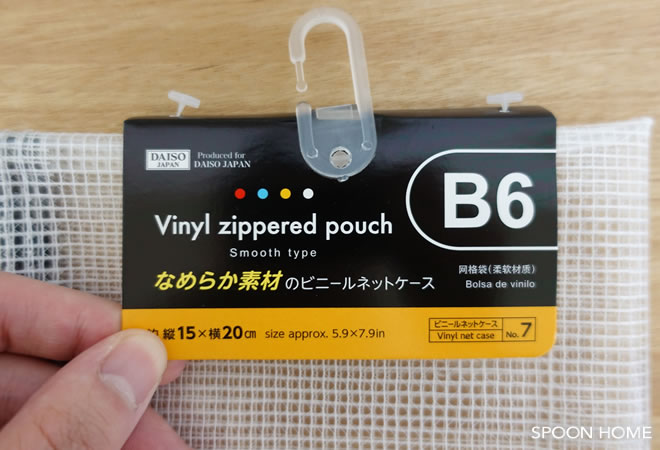 DAISO
JAPAN
Produced for
DAISO JAPAN
B6
Vinyl zippered pouch
Smooth type
なめらか素材のビニールネットケース
网格袋(柔软材质)
Bolsa de vinilo
縦15×横20cm size approx. 5.9×7.9in
ビニールネットケース
Vinyl net case
No.7
SPOON HOME